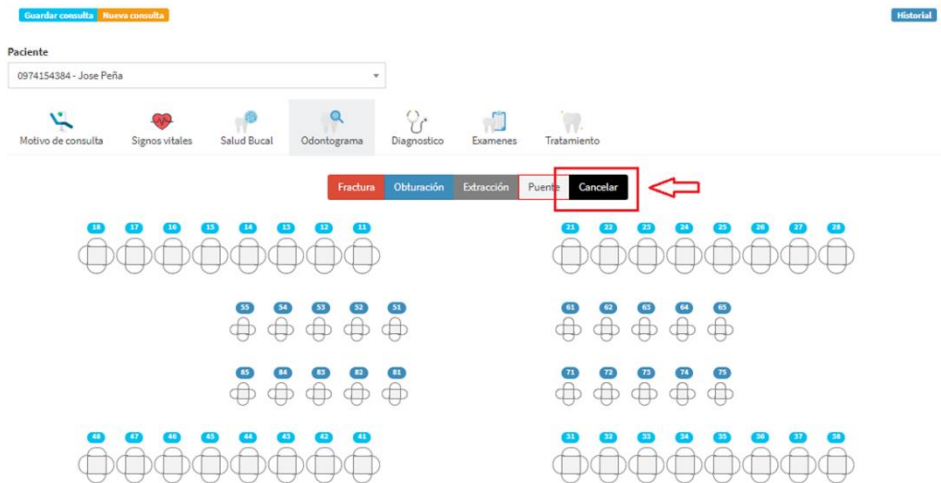 Guardar consulta Nueva consulta Historial
Paciente
0974154384 - Jose Peña
Motivo de consulta Signos vitales Salud Bucal Odontograma Diagnostico Examenes Tratamiento
Fractura Obturación Extracción Puente Cancelar
18 17 16 15 14 13 12 11 21 22 23 24 25 26 27 28
55 54 53 52 51 61 62 63 64 65
85 84 83 82 81 71 72 73 74 75
48 47 46 45 44 43 42 41 31 32 33 34 35 36 37 38